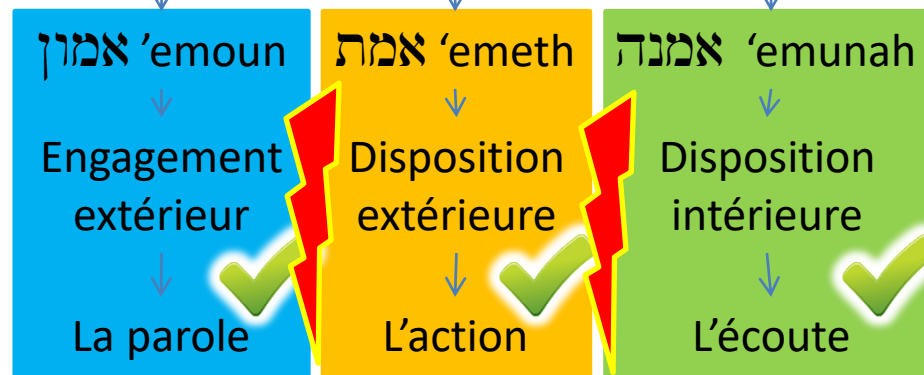 אמון 'emoun
Engagement
extérieur
La parole
אמת ‘emeth
Disposition
extérieure
L’action
אמנה ‘emunah
Disposition
intérieure
L’écoute